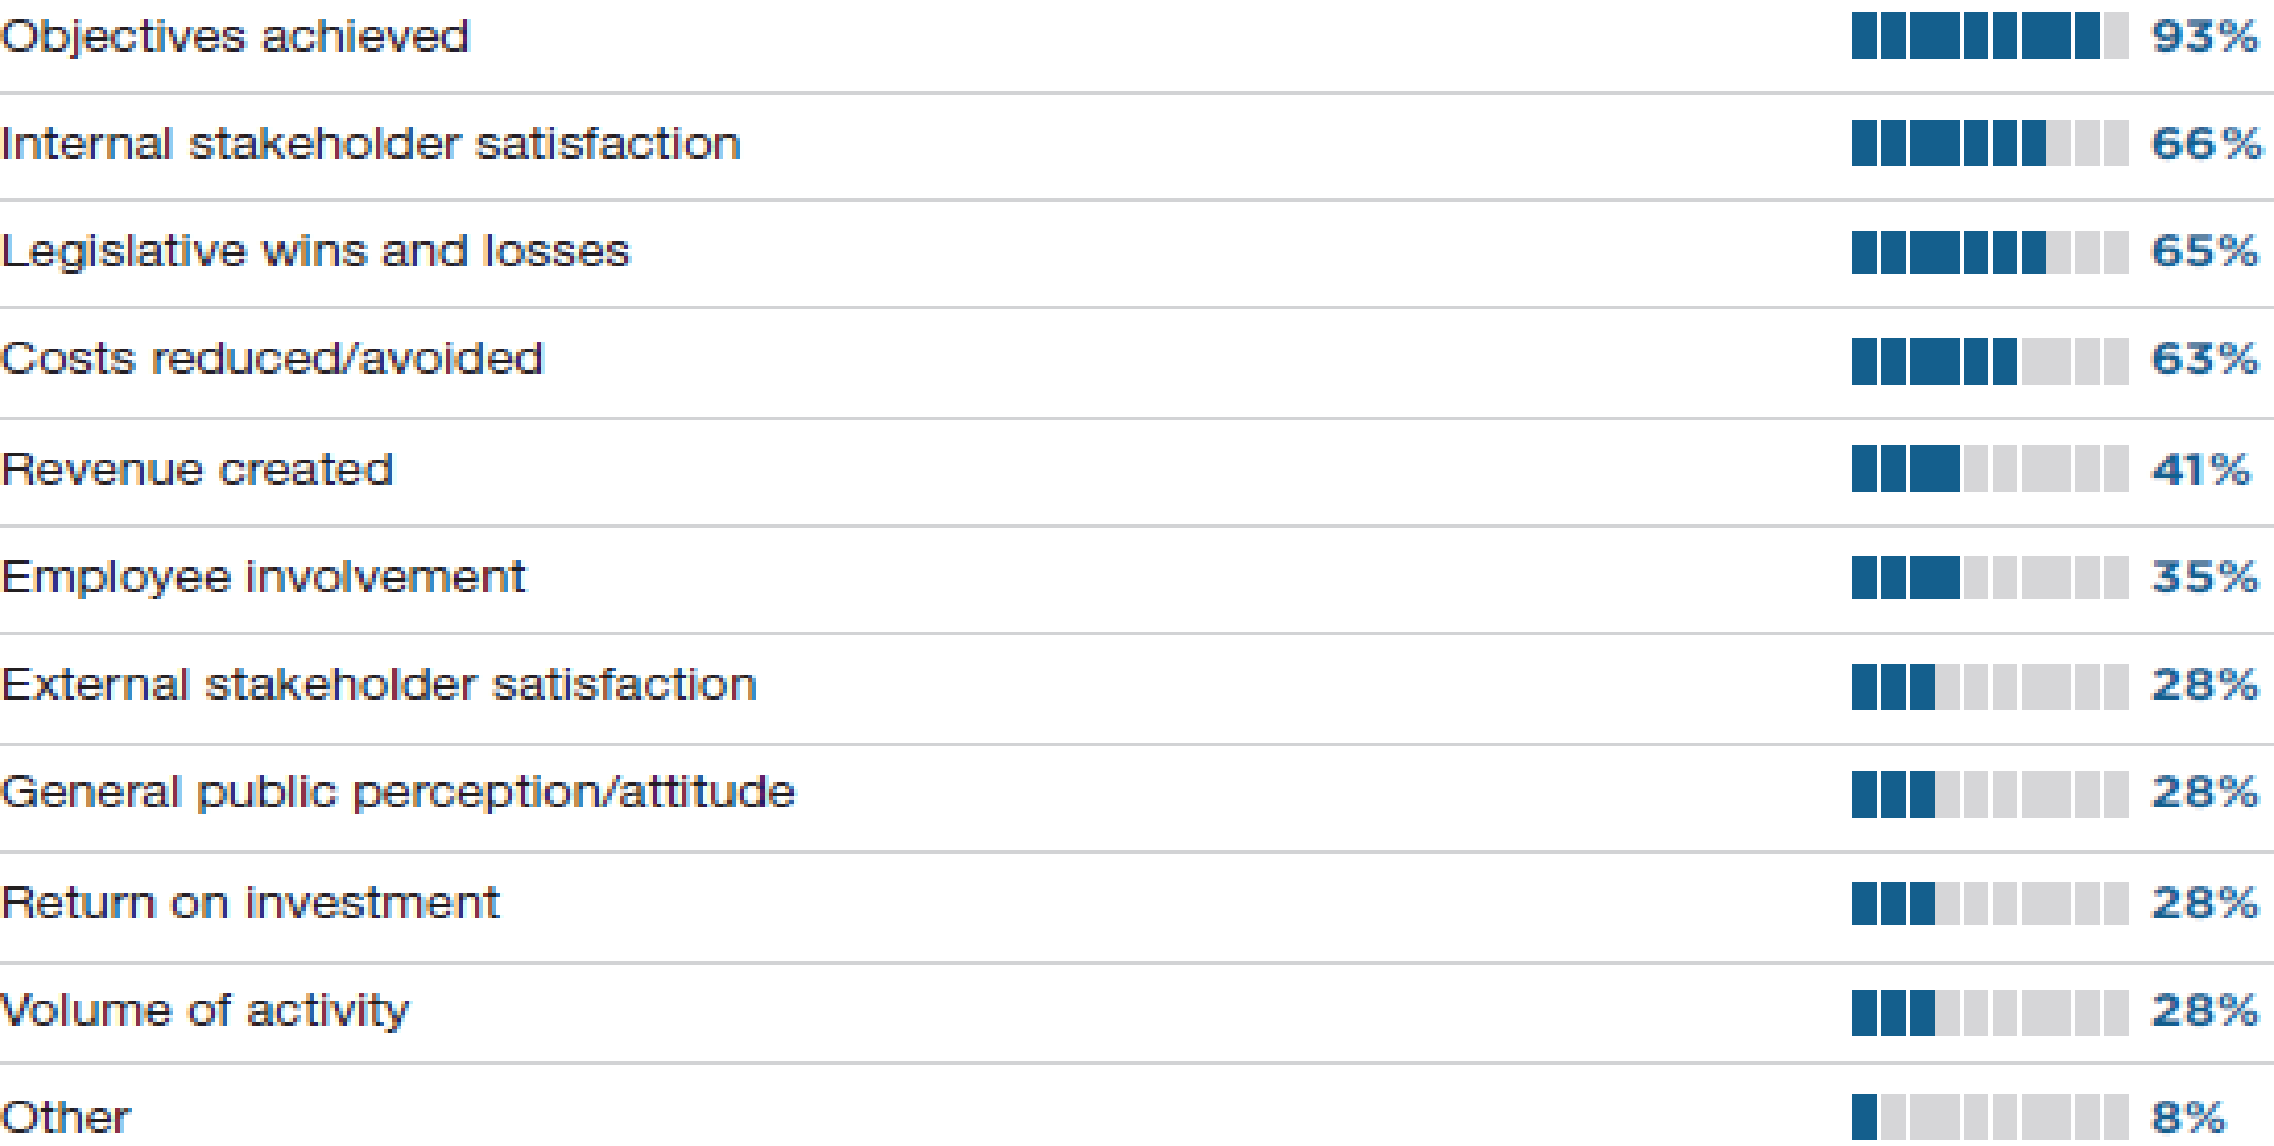 Objectives achieved 93%
Internal stakeholder satisfaction 66%
Legislative wins and losses 65%
Costs reduced/avoided 63%
Revenue created 41%
Employee involvement 35%
External stakeholder satisfaction 28%
General public perception/attitude 28%
Return on investment 28%
Volume of activity 28%
Other 8%